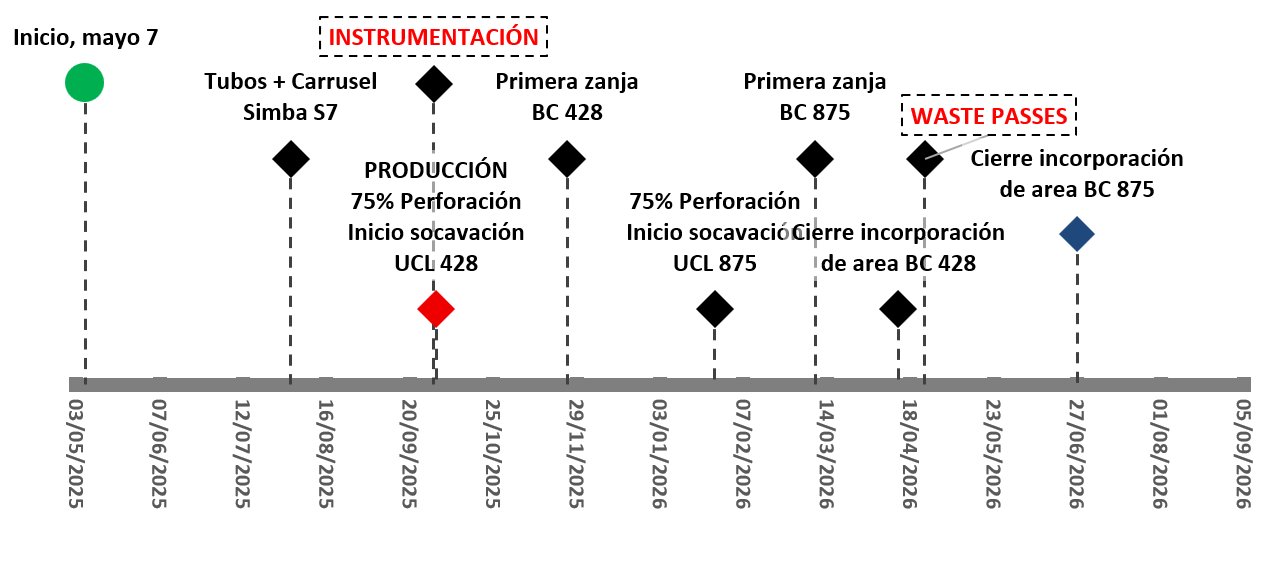 Inicio, mayo 7
Tubos + Carrusel
Simba S7
INSTRUMENTACIÓN
PRODUCCIÓN
75% Perforación
Inicio socavación
UCL 428
Primera zanja
BC 428
75% Perforación
Inicio socavación
UCL 875
Primera zanja
BC 875
Cierre incorporación
de area BC 428
WASTE PASSES
Cierre incorporación
de area BC 875
03/05/2025
07/06/2025
12/07/2025
16/08/2025
20/09/2025
25/10/2025
29/11/2025
03/01/2026
07/02/2026
14/03/2026
18/04/2026
23/05/2026
27/06/2026
01/08/2026
05/09/2026